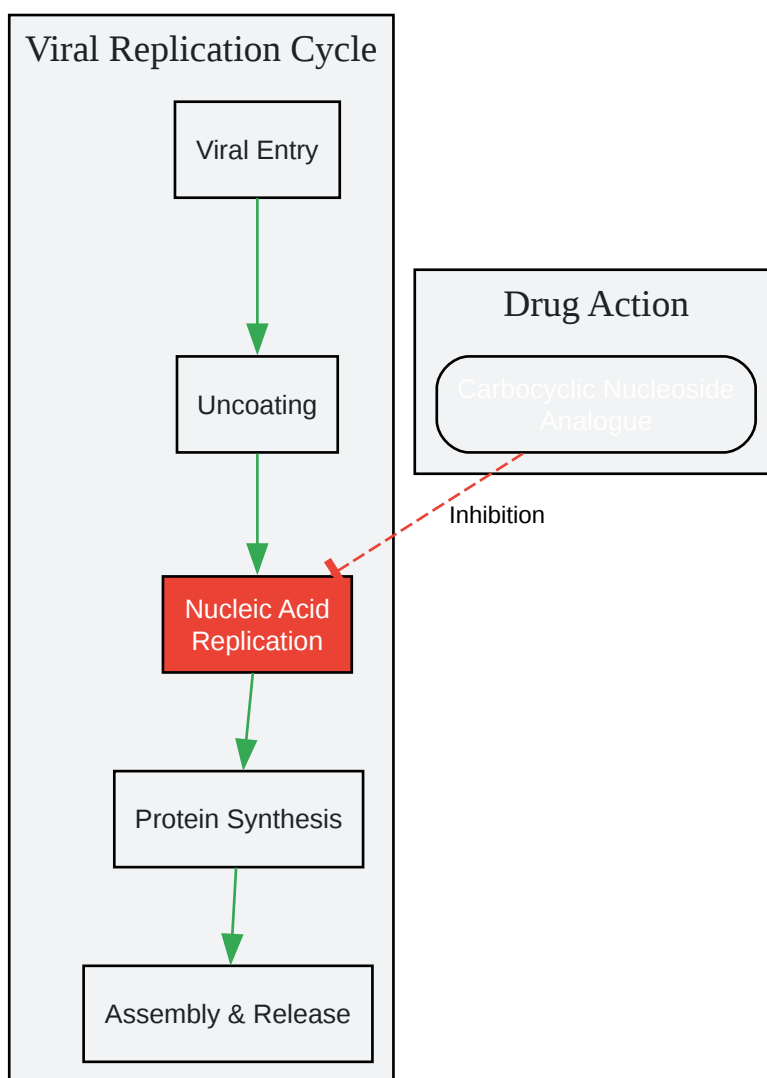 Viral Replication Cycle
Viral Entry
Uncoating
Nucleic Acid
Replication
Protein Synthesis
Assembly & Release
Drug Action
Carbocyclic Nucleoside
Analogue
Inhibition